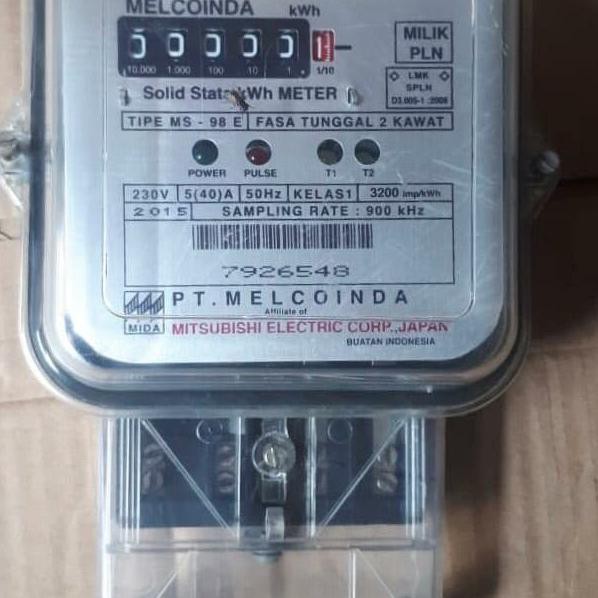 MELCOINDA kWh
0 0 0 0 0 1
10.000 1.000 100 10 1 1/10
MILIK
PLN
LMK
SPLN
D3.005-1 :2008
Solid State kWh METER
TIPE MS - 98 E FASA TUNGGAL 2 KAWAT
POWER PULSE T1 T2
230V 5(40)A 50Hz KELAS1 3200 imp/kWh
2015 SAMPLING RATE : 900 kHz
7926548
PT. MELCOINDA
Affiliate of
MIDA MITSUBISHI ELECTRIC CORP.,JAPAN
BUATAN INDONESIA